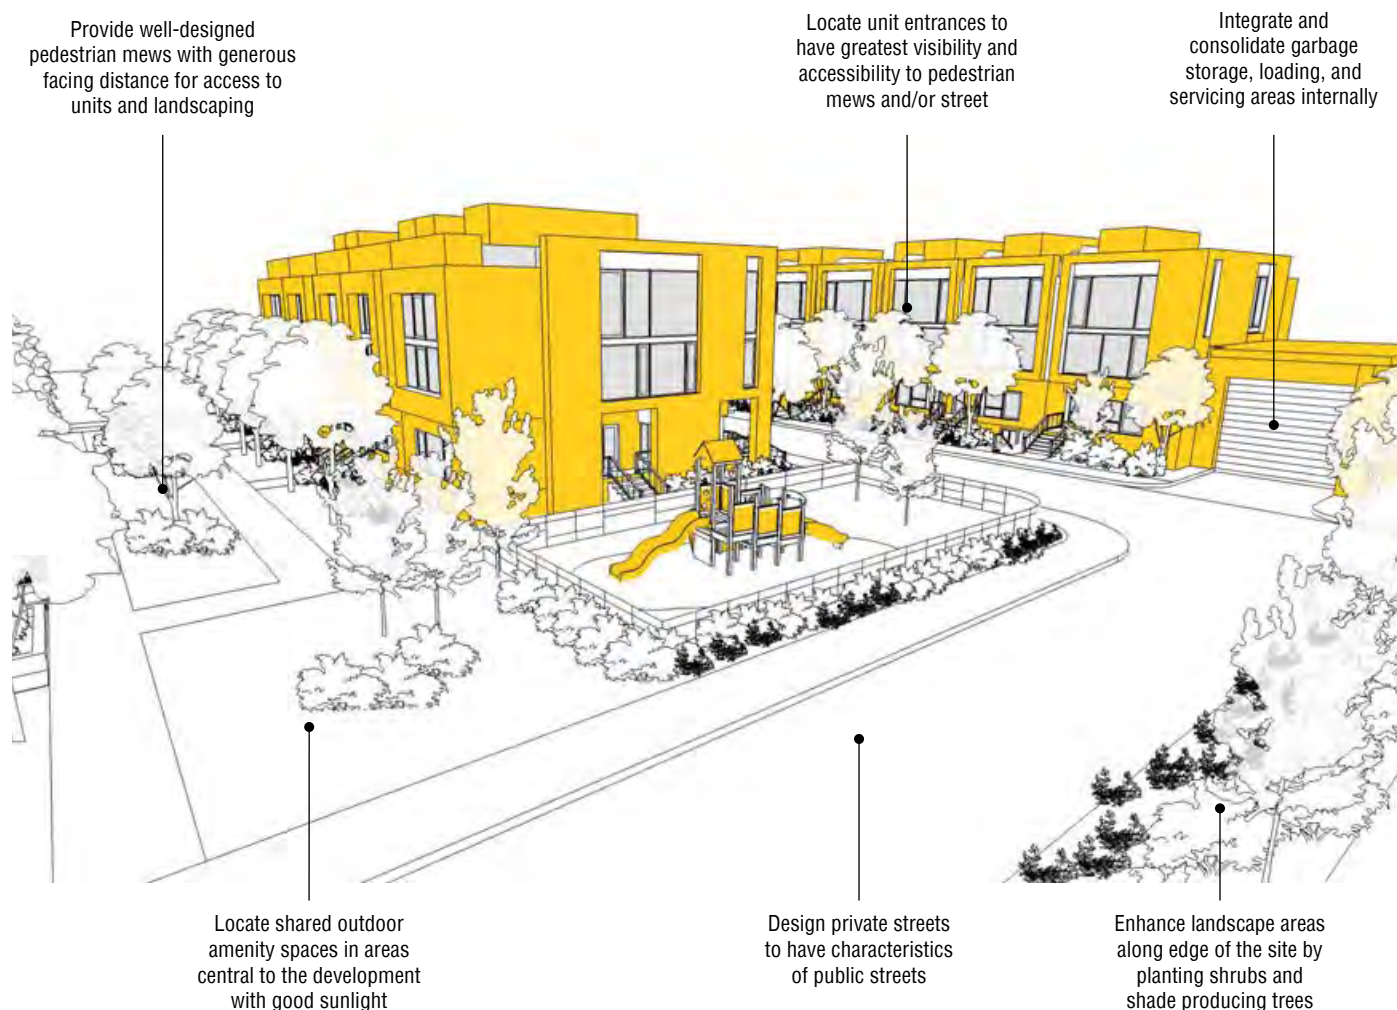 Provide well-designed
pedestrian mews with generous
facing distance for access to
units and landscaping
Locate unit entrances to
have greatest visibility and
accessibility to pedestrian
mews and/or street
Integrate and
consolidate garbage
storage, loading, and
servicing areas internally
Locate shared outdoor
amenity spaces in areas
central to the development
with good sunlight
Design private streets
to have characteristics
of public streets
Enhance landscape areas
along edge of the site by
planting shrubs and
shade producing trees